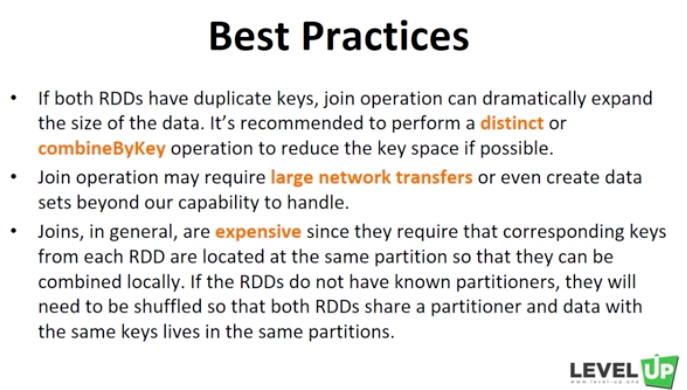 Best Practices
• If both RDDs have duplicate keys, join operation can dramatically expand
the size of the data. It's recommended to perform a distinct or
combineByKey operation to reduce the key space if possible.
• Join operation may require large network transfers or even create data
sets beyond our capability to handle.
• Joins, in general, are expensive since they require that corresponding keys
from each RDD are located at the same partition so that they can be
combined locally. If the RDDs do not have known partitioners, they will
need to be shuffled so that both RDDs share a partitioner and data with
the same keys lives in the same partitions.
LEVEL UP
www.level-up.one